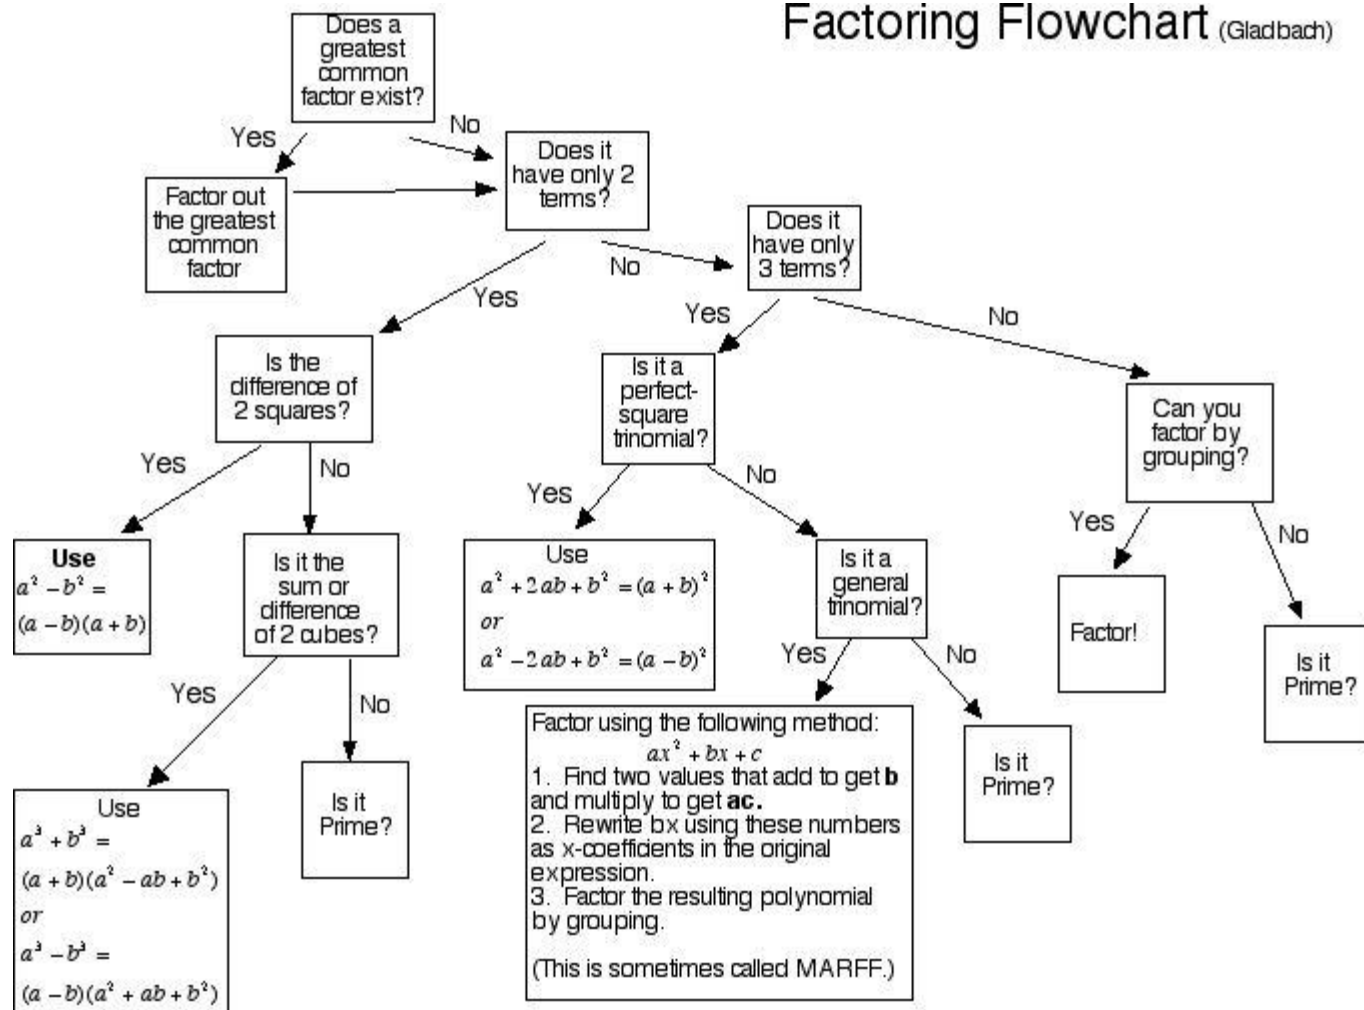 Factoring Flowchart (Gladbach)
Does a
greatest
common
factor exist?
Yes
No
Factor out
the greatest
common
factor
Does it
have only 2
terms?
Yes
No
Does it
have only
3 terms?
Yes
No
Is the
difference of
2 squares?
Yes
No
Use
a² − b² =
(a − b)(a + b)
Is it the
sum or
difference
of 2 cubes?
Yes
No
Use
a³ + b³ =
(a + b)(a² − ab + b²)
or
a³ − b³ =
(a − b)(a² + ab + b²)
Is it
Prime?
Is it a
perfect-
square
trinomial?
Yes
No
Use
a² + 2ab + b² = (a + b)²
or
a² − 2ab + b² = (a − b)²
Is it a
general
trinomial?
Yes
No
Factor using the following method:
ax² + bx + c
1. Find two values that add to get b
and multiply to get ac.
2. Rewrite bx using these numbers
as x-coefficients in the original
expression.
3. Factor the resulting polynomial
by grouping.
(This is sometimes called MARFF.)
Is it
Prime?
Can you
factor by
grouping?
Yes
No
Factor!
Is it
Prime?